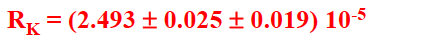 R_K = (2.493 ± 0.025 ± 0.019) 10^-5